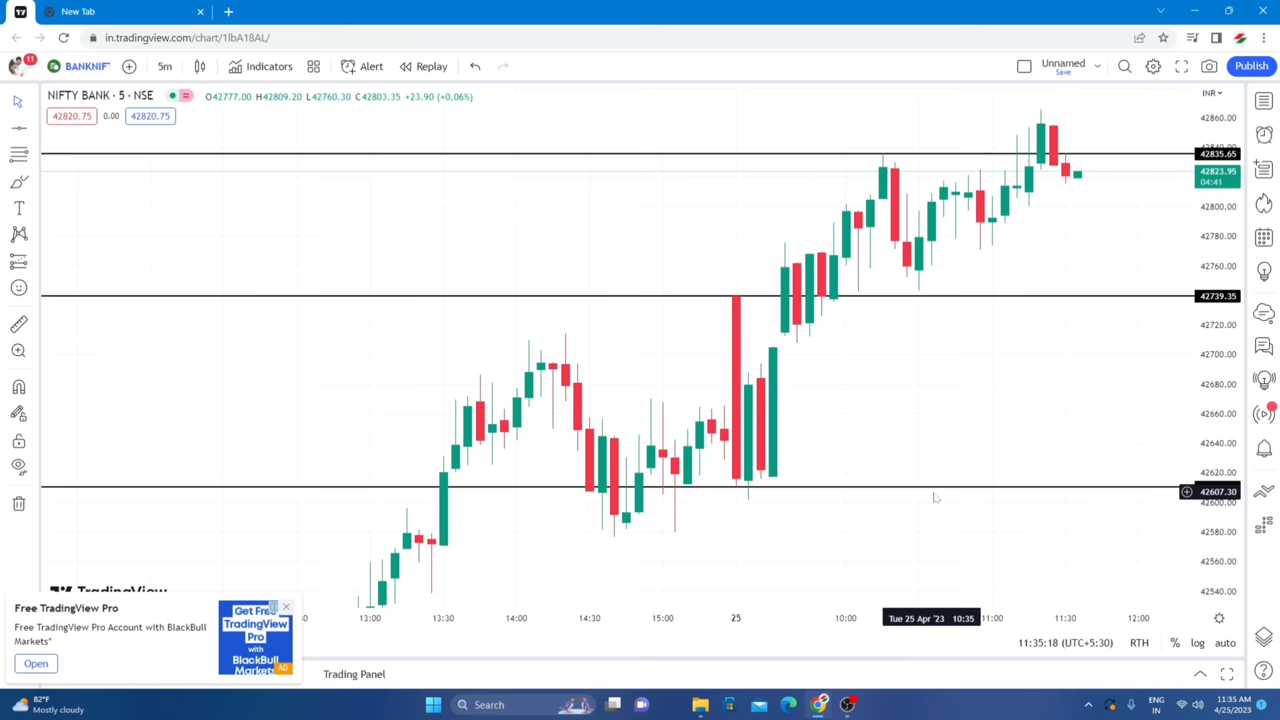 New Tab
in.tradingview.com/chart/1lbA18AL/
11
BANKNIF
5m
Indicators
Alert
Replay
Unnamed
Save
Publish
NIFTY BANK · 5 · NSE
O42777.00 H42809.20 L42760.30 C42803.35 +23.90 (+0.06%)
INR
42820.75
0.00
42820.75
42860.00
42835.65
42823.95
04:41
42800.00
42780.00
42760.00
42739.35
42720.00
42700.00
42680.00
42660.00
42640.00
42620.00
42607.30
42600.00
42580.00
42560.00
42540.00
TradingView
Free TradingView Pro
Free TradingView Pro Account with BlackBull
Markets*
Open
Get Free
TradingView
Pro
with
BlackBull
Markets
AD
13:00
13:30
14:00
14:30
25
10:00
Tue 25 Apr '23 10:35
11:00
11:30
12:00
11:35:18 (UTC+5:30)
RTH
%
log
auto
Trading Panel
82°F
Mostly cloudy
Search
ENG
IN
11:35 AM
4/25/2023
1